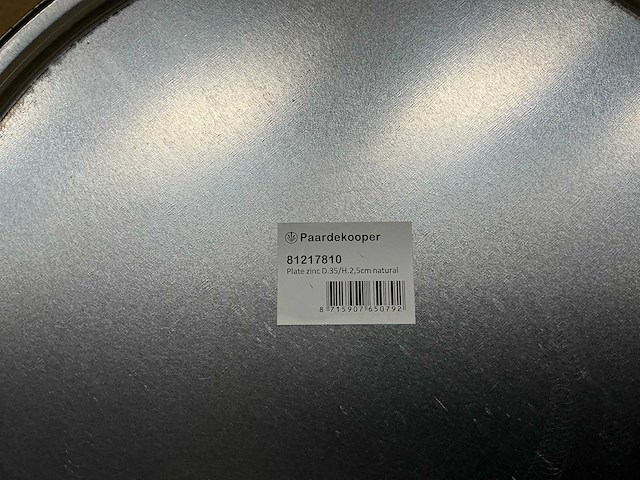 Paardekooper
81217810
Plate zinc D.35/H.2,5cm natural
8 715907 650792